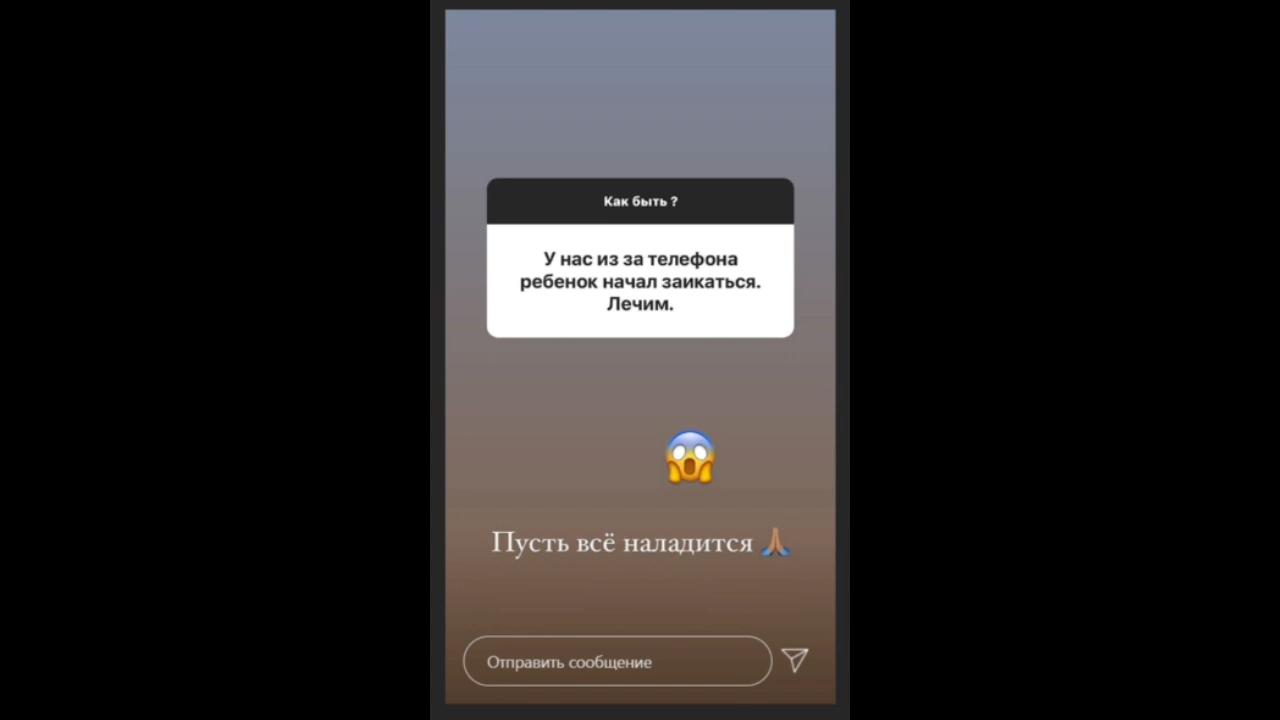 Как быть ?
У нас из за телефона
ребенок начал заикаться.
Лечим.
Пусть всё наладится
Отправить сообщение